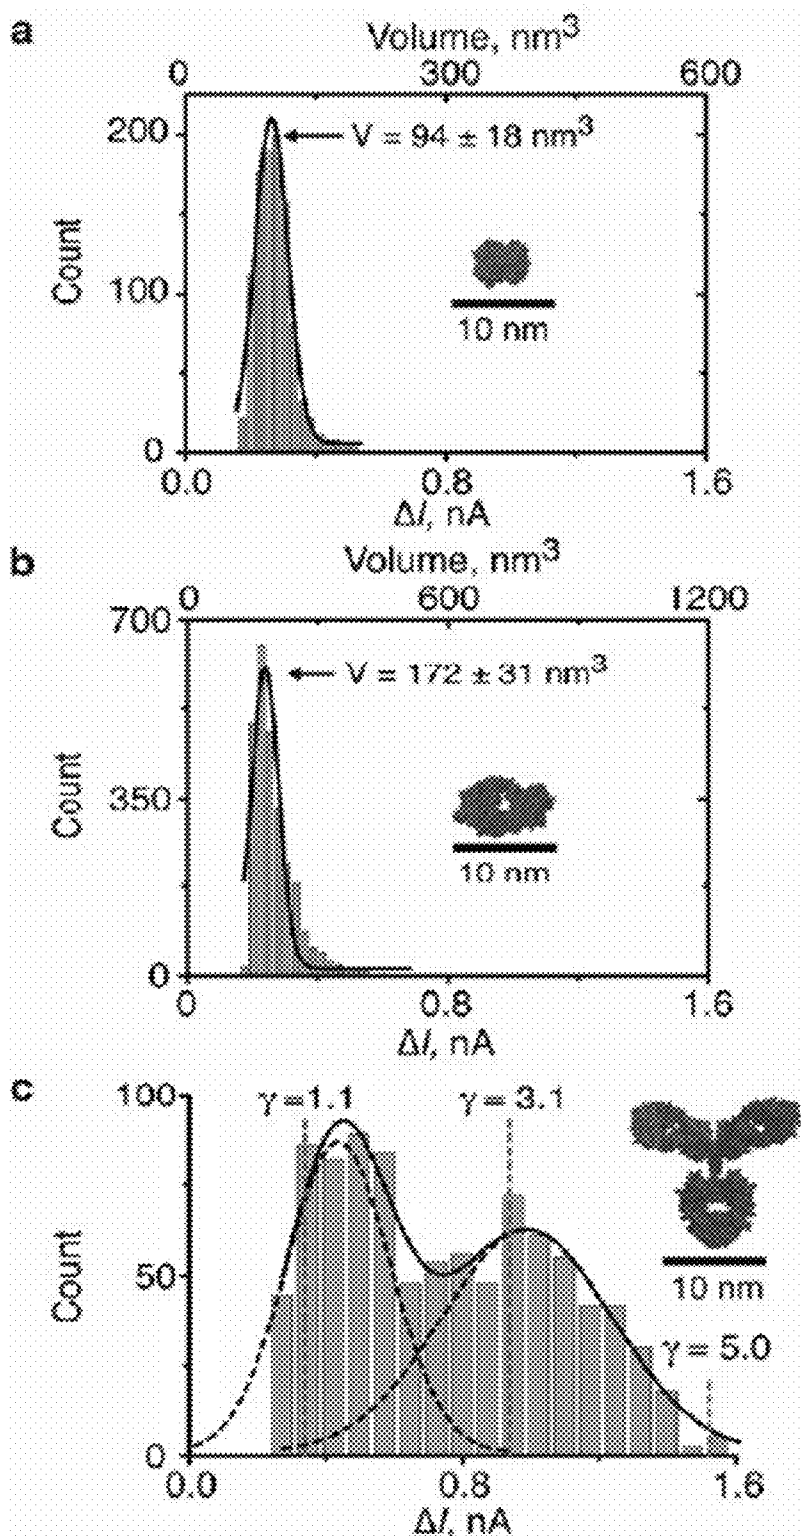 a
Volume, nm3
0 300 600
200
V = 94 ± 18 nm3
Count
100
10 nm
0
0.0 0.8 1.6
ΔI, nA
b
Volume, nm3
0 600 1200
700
V = 172 ± 31 nm3
Count
350
10 nm
0
0 0.8 1.6
ΔI, nA
c
100
γ=1.1 γ= 3.1
Count
50
10 nm
γ= 5.0
0
0.0 0.8 1.6
ΔI, nA